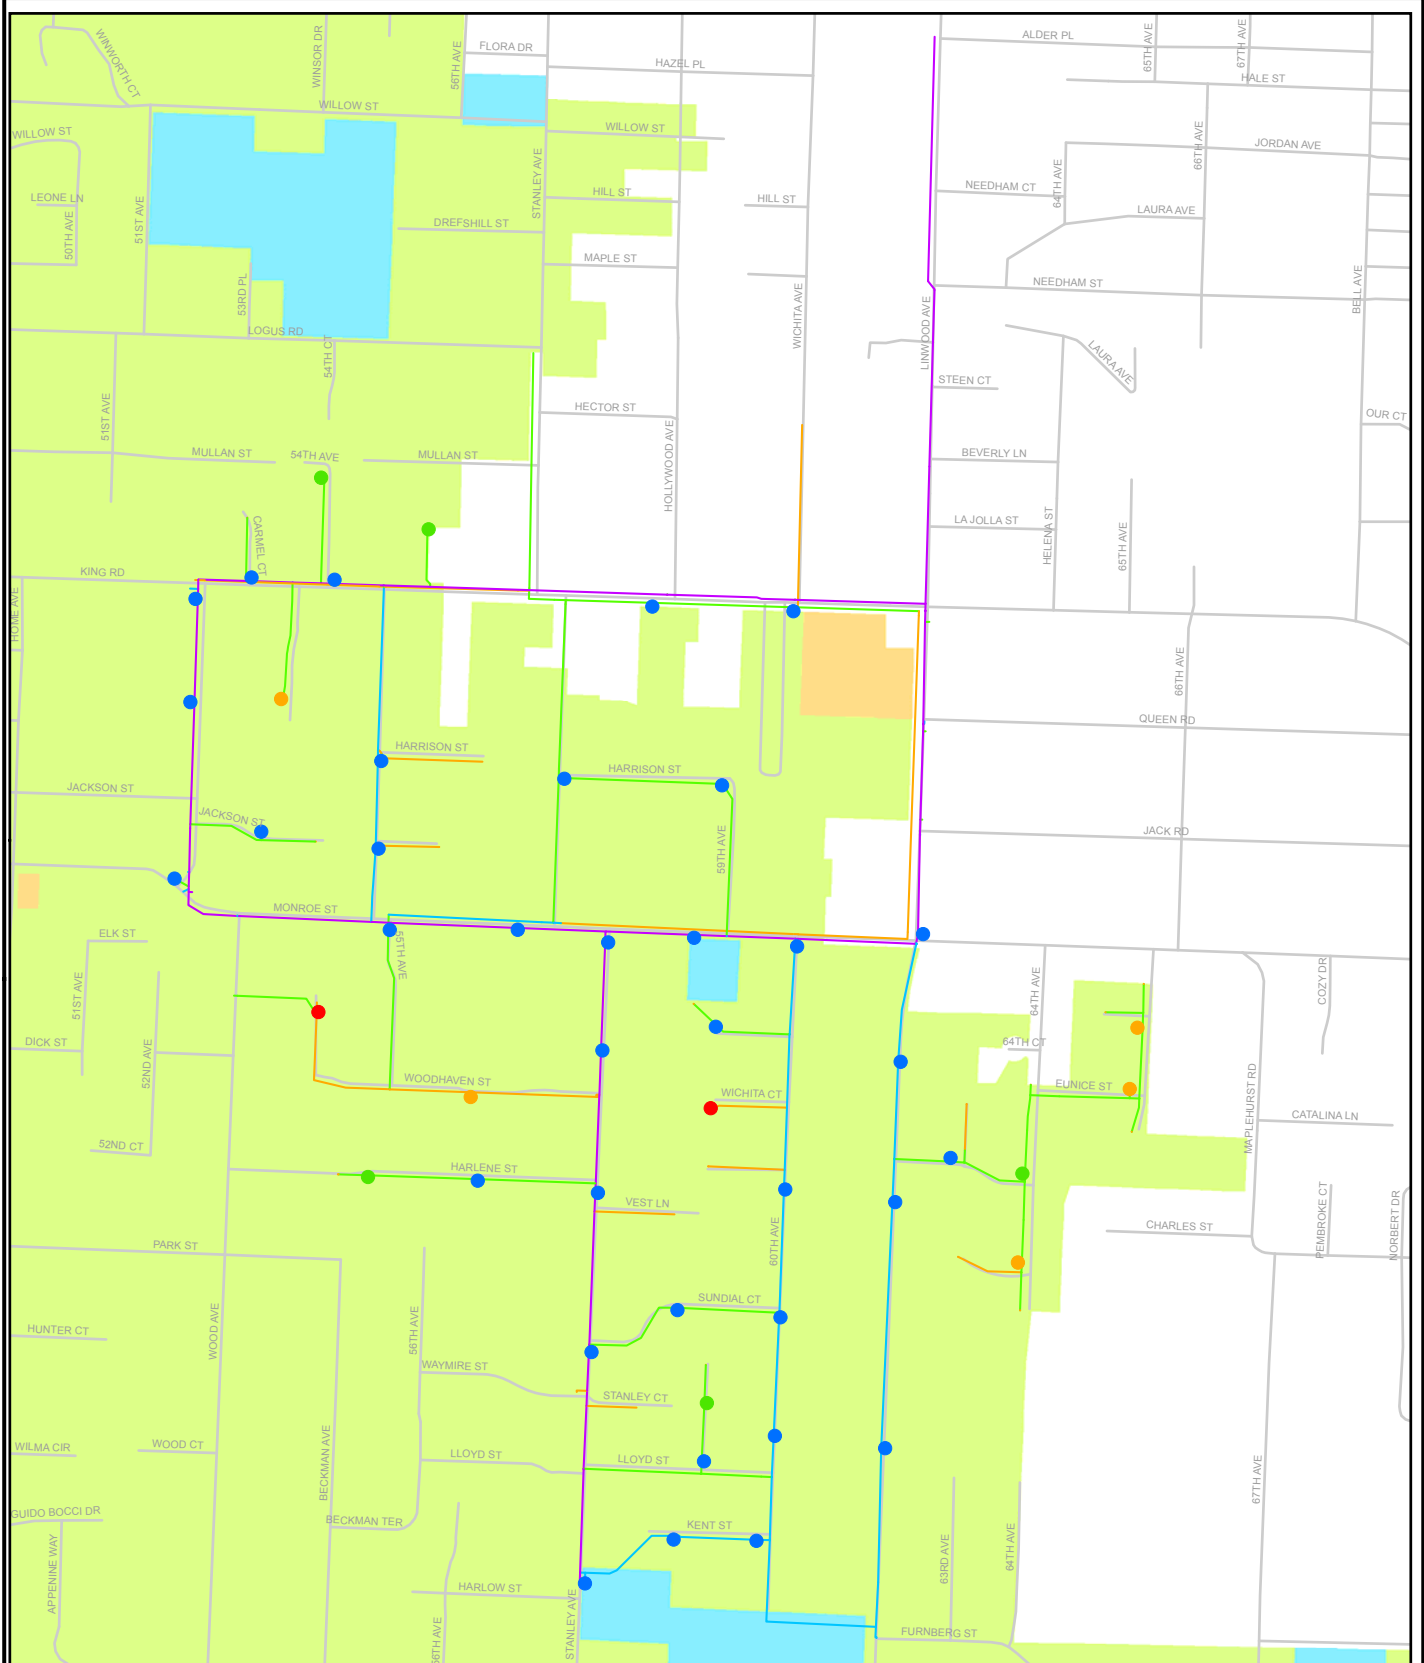 WINWORTH CT
WINSOR DR
56TH AVE
FLORA DR
HAZEL PL
ALDER PL
65TH AVE
67TH AVE
HALE ST
WILLOW ST
WILLOW ST
WILLOW ST
JORDAN AVE
66TH AVE
STANLEY AVE
LEONE LN
50TH AVE
51ST AVE
HILL ST
HILL ST
NEEDHAM CT
64TH AVE
LAURA AVE
DREFSHILL ST
MAPLE ST
53RD PL
WICHITA AVE
NEEDHAM ST
BELL AVE
LOGUS RD
54TH CT
LINWOOD AVE
LAURA AVE
STEEN CT
51ST AVE
HECTOR ST
OUR CT
MULLAN ST
54TH AVE
MULLAN ST
HOLLYWOOD AVE
BEVERLY LN
CARMEL CT
LA JOLLA ST
HELENA ST
65TH AVE
KING RD
HOME AVE
66TH AVE
QUEEN RD
HARRISON ST
HARRISON ST
JACKSON ST
JACKSON ST
59TH AVE
JACK RD
MONROE ST
ELK ST
55TH AVE
51ST AVE
64TH AVE
COZY DR
DICK ST
52ND AVE
64TH CT
WOODHAVEN ST
WICHITA CT
EUNICE ST
MAPLEHURST RD
CATALINA LN
52ND CT
HARLENE ST
VEST LN
60TH AVE
CHARLES ST
PEMBROKE CT
NORBERT DR
PARK ST
SUNDIAL CT
HUNTER CT
WOOD AVE
56TH AVE
WAYMIRE ST
STANLEY CT
WILMA CIR
WOOD CT
BECKMAN AVE
LLOYD ST
LLOYD ST
67TH AVE
GUIDO BOCCI DR
BECKMAN TER
KENT ST
APPENINE WAY
63RD AVE
64TH AVE
HARLOW ST
STANLEY AVE
56TH AVE
FURNBERG ST